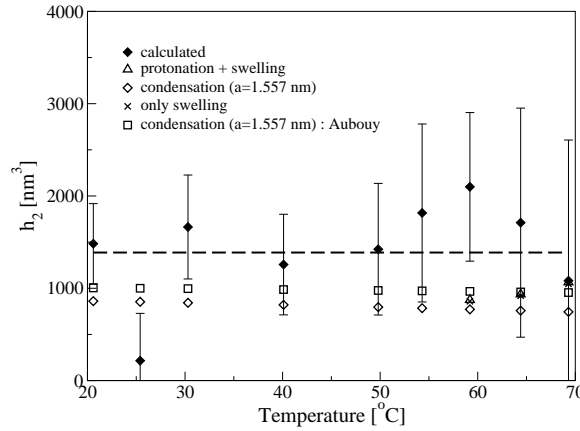 4000
3000
2000
1000
0
h₂ [nm³]
calculated
protonation + swelling
condensation (a=1.557 nm)
only swelling
condensation (a=1.557 nm) : Aubouy
20 30 40 50 60 70
Temperature [°C]